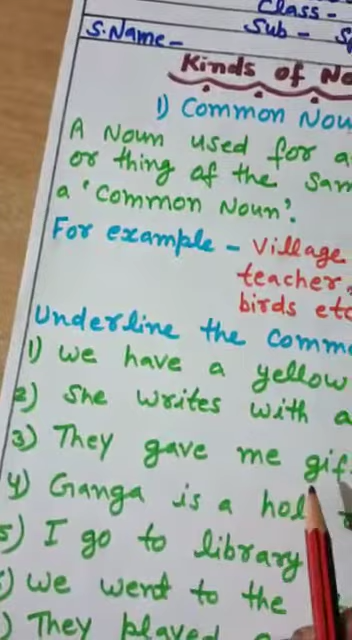 Class-
S.Name- Sub-
Kinds of
1) Common
A Noun used for
or thing of the
a 'Common Noun'.
For example - village
teacher,
birds etc
Underline the
1) we have a yellow
2) She writes with a
3) They gave me
4) Ganga is a
5) I go to library
we went to the
) They played